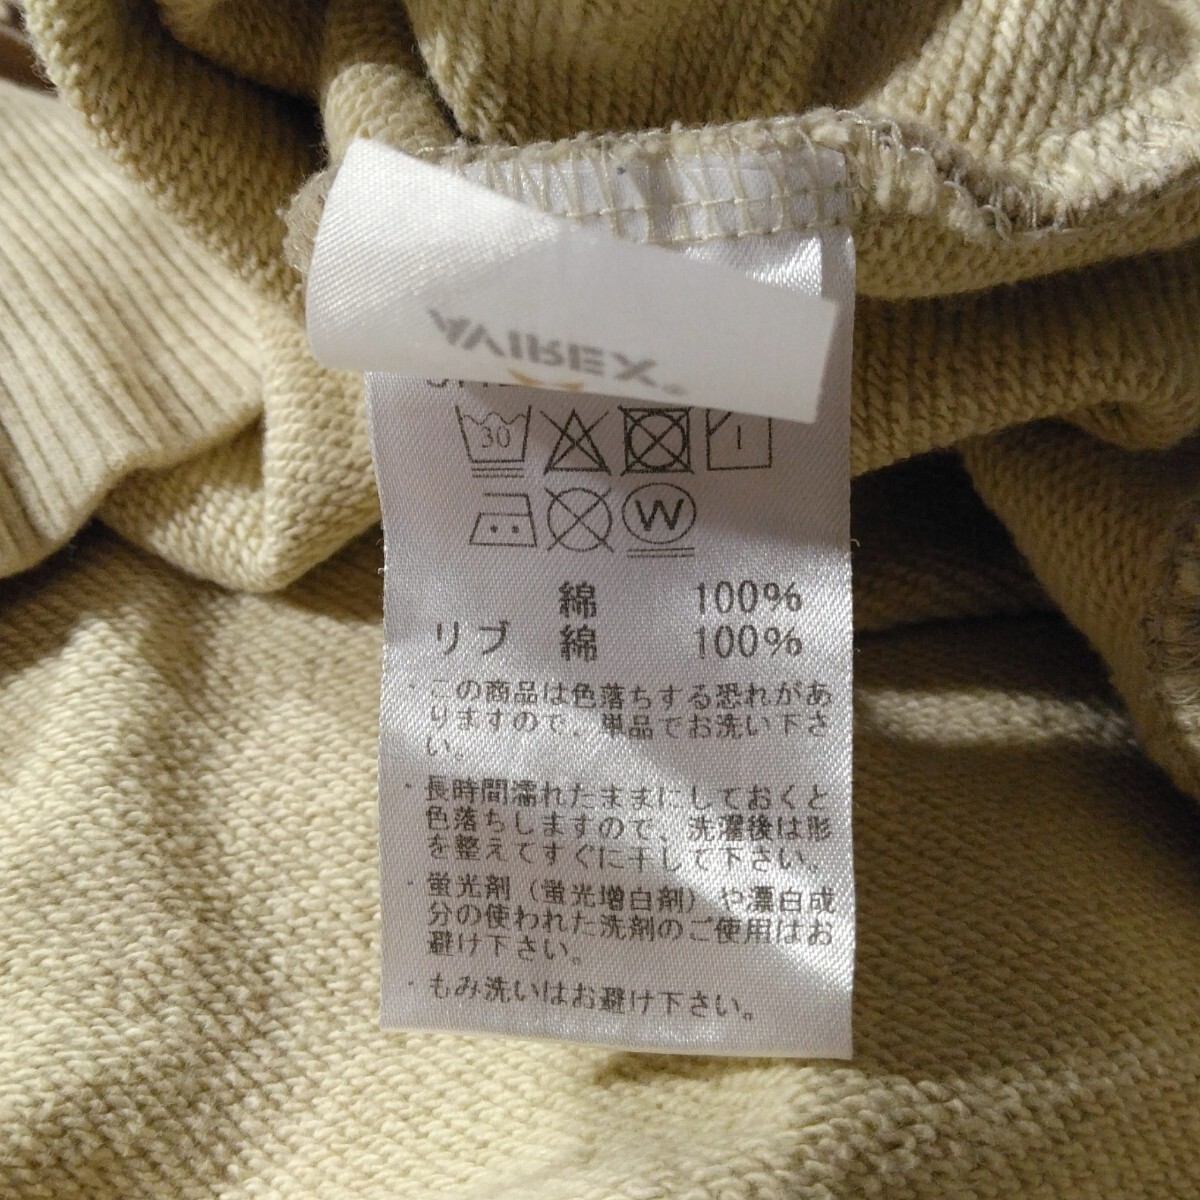 AVIREX®
30
W
綿 100%
リブ 綿 100%
・この商品は色落ちする恐れがあ
りますので、単品でお洗い下さ
い。
・長時間濡れたままにしておくと
色落ちしますので、洗濯後は形
を整えてすぐに干して下さい。
・蛍光剤（蛍光増白剤）や漂白成
分の使われた洗剤のご使用はお
避け下さい。
・もみ洗いはお避け下さい。